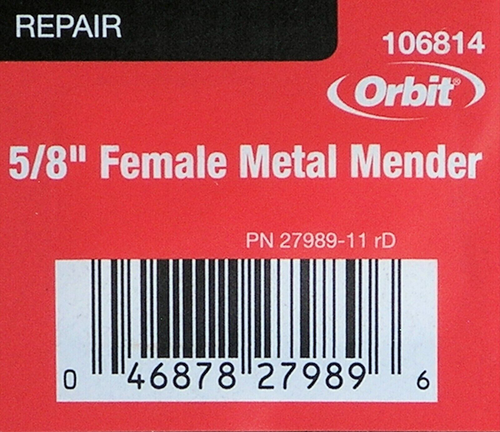 REPAIR
106814
Orbit®
5/8" Female Metal Mender
PN 27989-11 rD
0 46878 27989 6